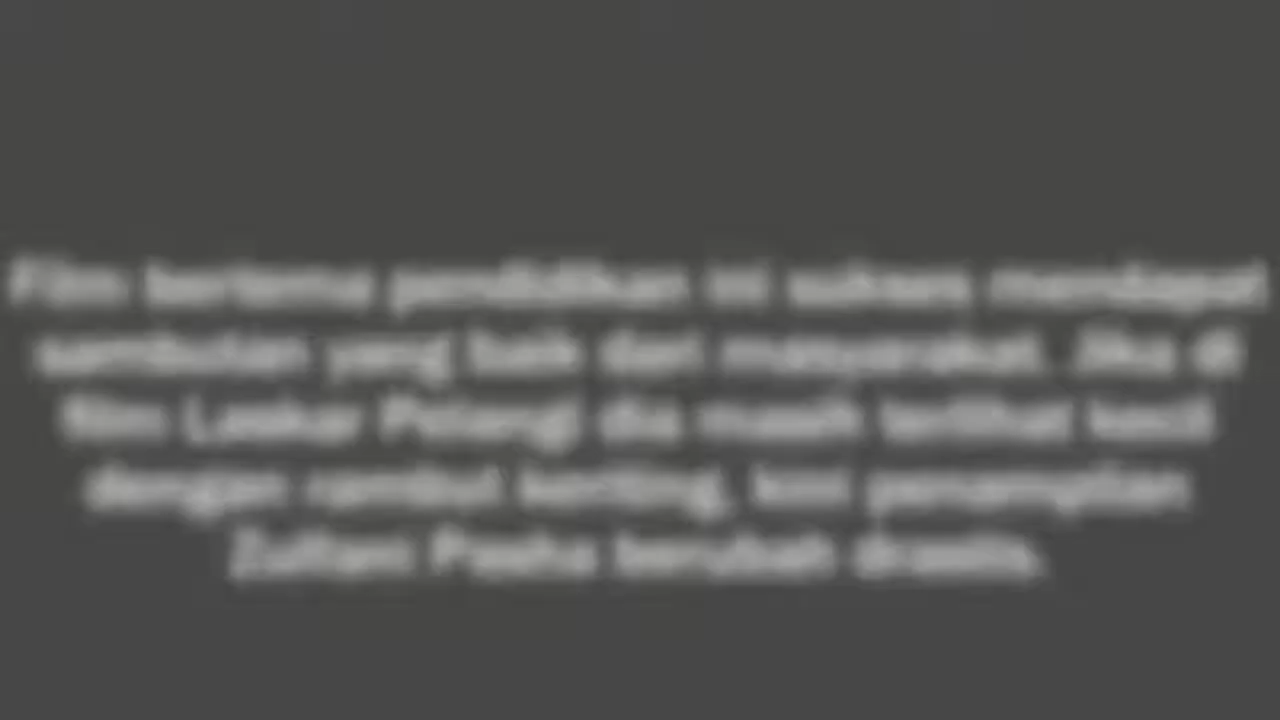 Film bertema pendidikan ini sukses mendapat
sambutan yang baik dari masyarakat. Jika di
film Laskar Pelangi dia masih terlihat kecil
dengan rambut keriting, kini penampilan
Zulfani Pasha berubah drastis.